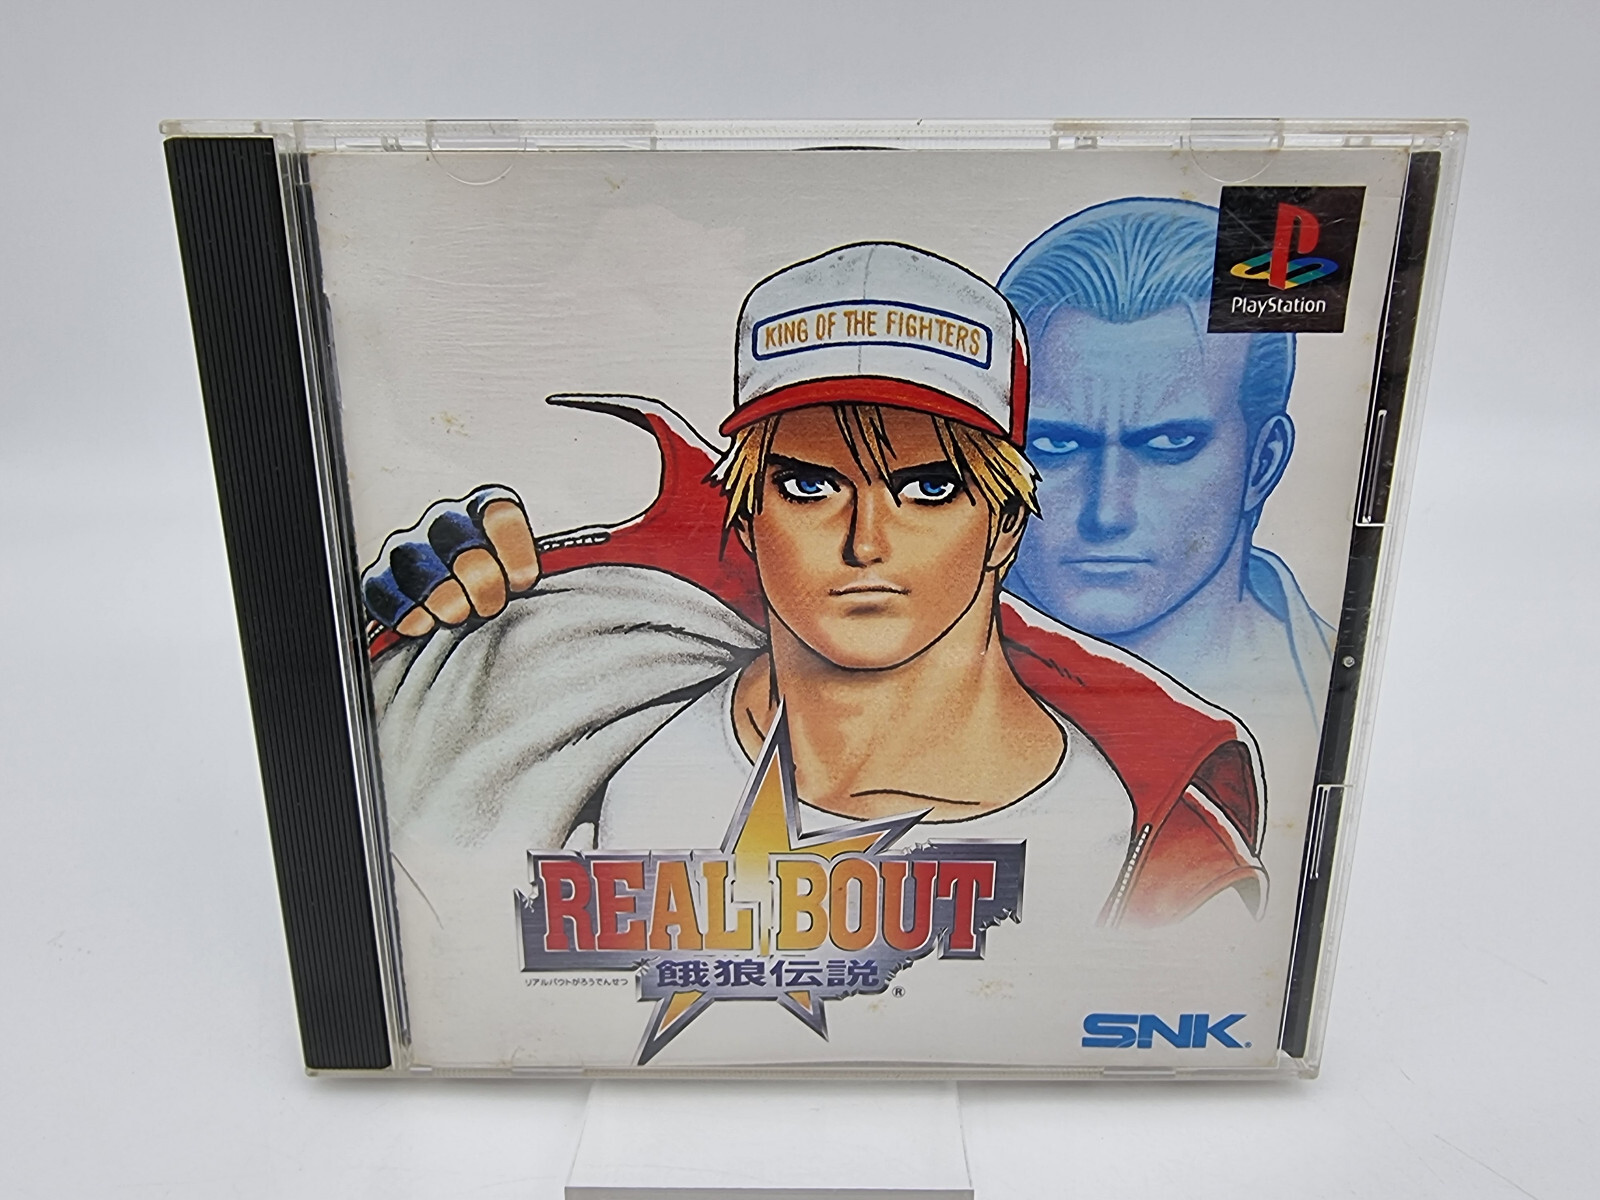 PlayStation
KING OF THE FIGHTERS
REAL BOUT
餓狼伝説
リアルバウトがろうでんせつ
®
SNK®